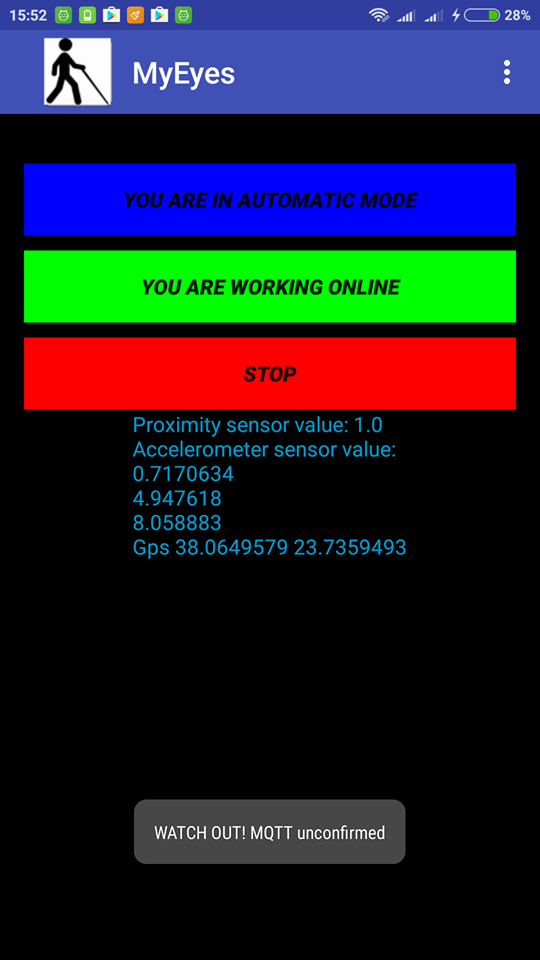 15:52
28%
MyEyes
YOU ARE IN AUTOMATIC MODE
YOU ARE WORKING ONLINE
STOP
Proximity sensor value: 1.0
Accelerometer sensor value:
0.7170634
4.947618
8.058883
Gps 38.0649579 23.7359493
WATCH OUT! MQTT unconfirmed